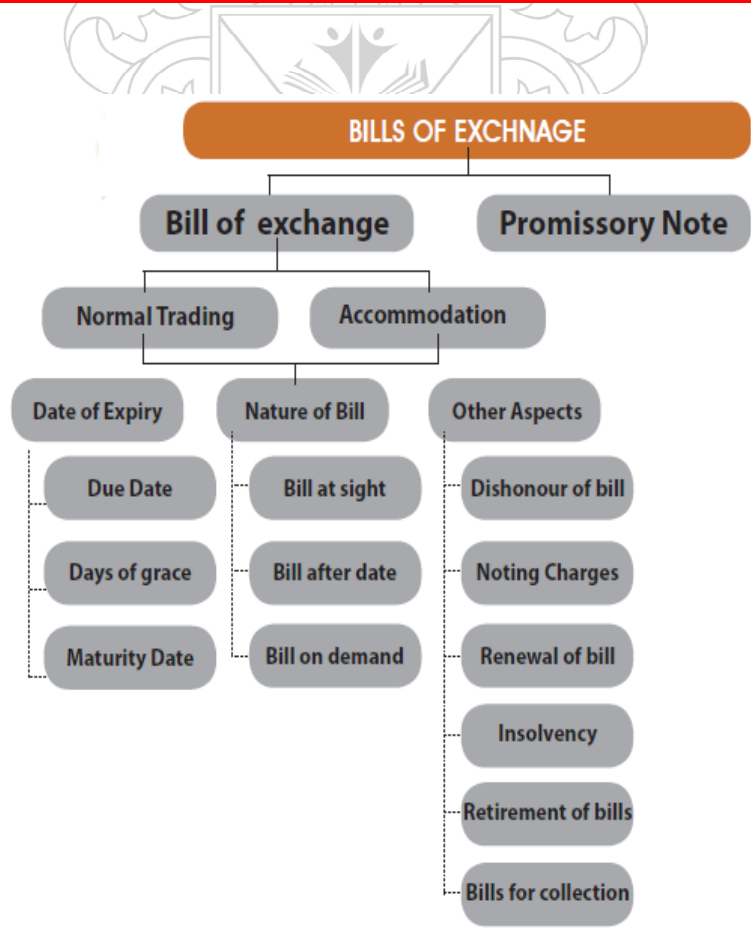 BILLS OF EXCHNAGE
Bill of exchange
Promissory Note
Normal Trading
Accommodation
Date of Expiry
Nature of Bill
Other Aspects
Due Date
Bill at sight
Dishonour of bill
Days of grace
Bill after date
Noting Charges
Maturity Date
Bill on demand
Renewal of bill
Insolvency
Retirement of bills
Bills for collection